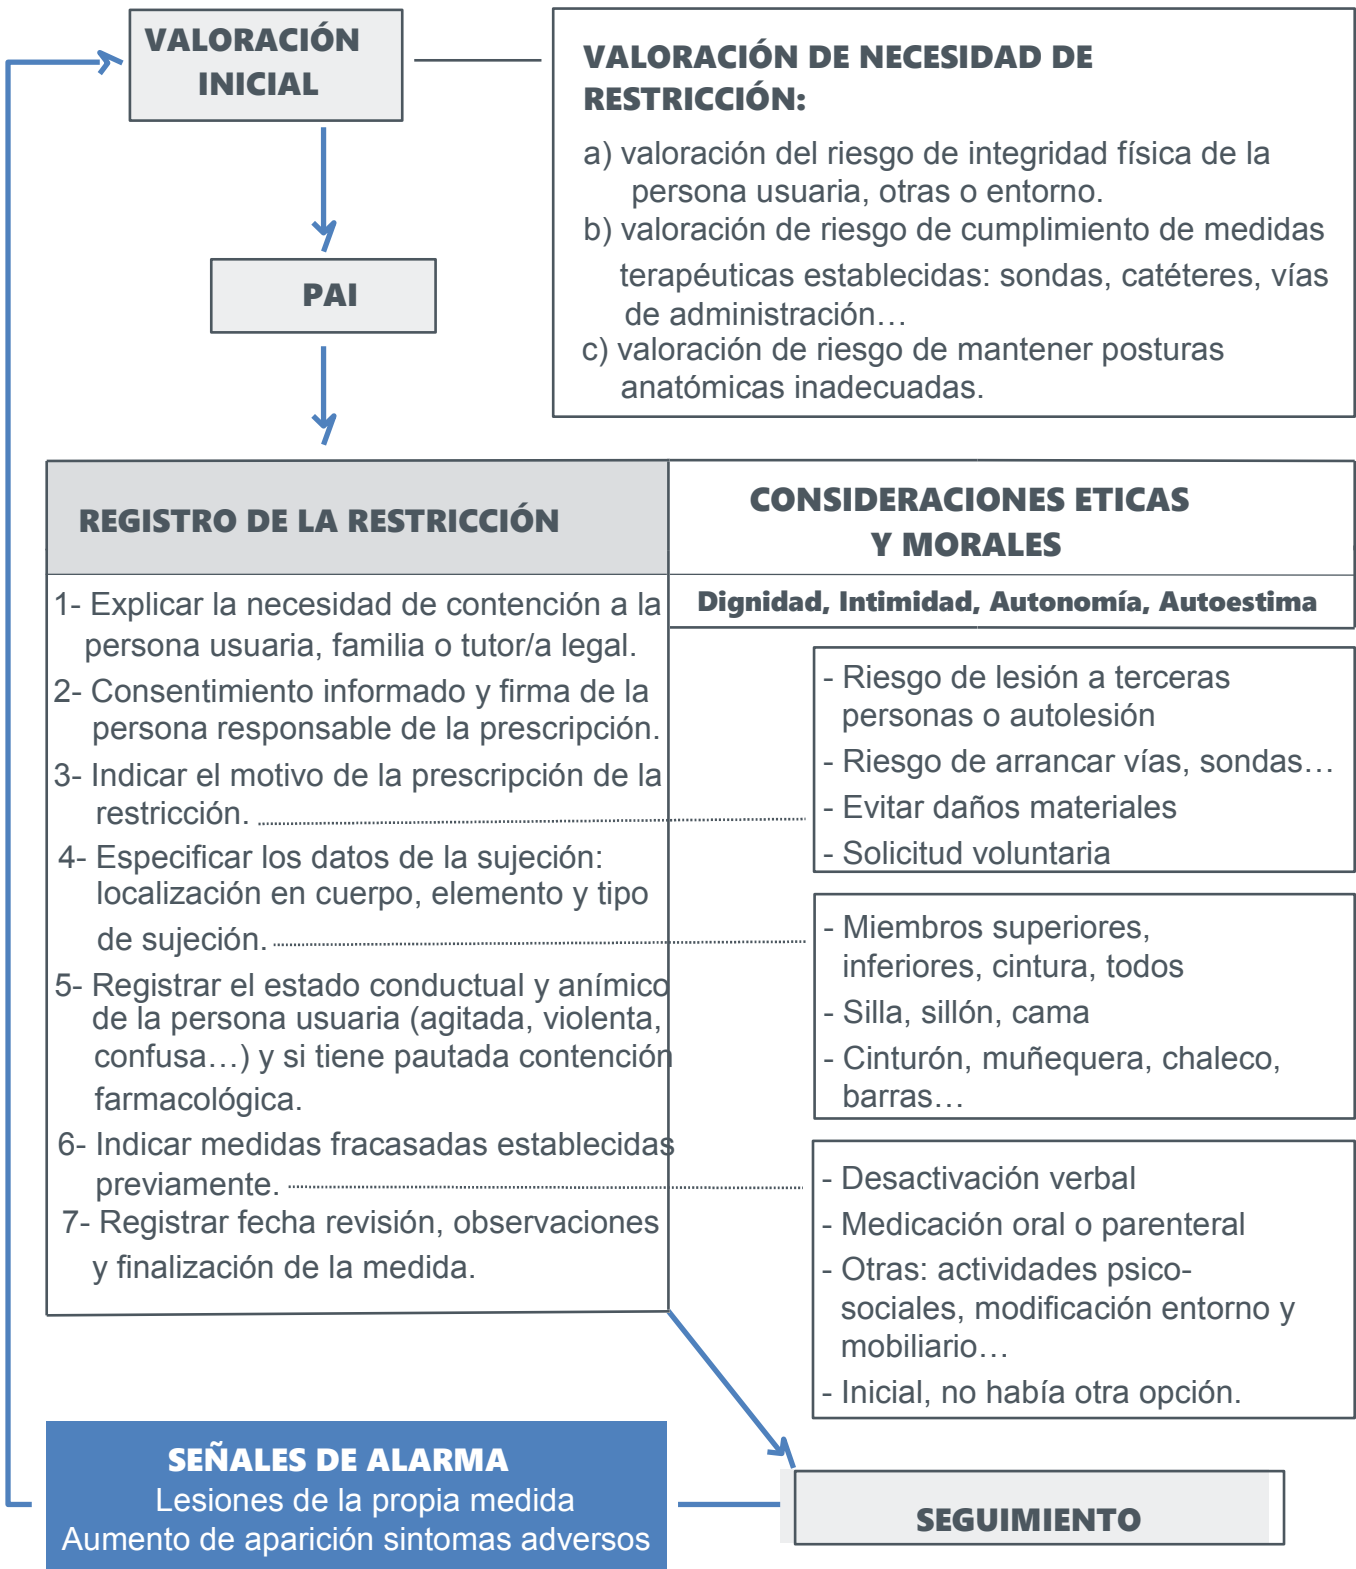 VALORACIÓN
INICIAL
VALORACIÓN DE NECESIDAD DE
RESTRICCIÓN:
a) valoración del riesgo de integridad física de la
persona usuaria, otras o entorno.
b) valoración de riesgo de cumplimiento de medidas
terapéuticas establecidas: sondas, catéteres, vías
de administración…
c) valoración de riesgo de mantener posturas
anatómicas inadecuadas.
PAI
REGISTRO DE LA RESTRICCIÓN
1- Explicar la necesidad de contención a la
persona usuaria, familia o tutor/a legal.
2- Consentimiento informado y firma de la
persona responsable de la prescripción.
3- Indicar el motivo de la prescripción de la
restricción.
4- Especificar los datos de la sujeción:
localización en cuerpo, elemento y tipo
de sujeción.
5- Registrar el estado conductual y anímico
de la persona usuaria (agitada, violenta,
confusa…) y si tiene pautada contención
farmacológica.
6- Indicar medidas fracasadas establecidas
previamente.
7- Registrar fecha revisión, observaciones
y finalización de la medida.
CONSIDERACIONES ETICAS
Y MORALES
Dignidad, Intimidad, Autonomía, Autoestima
- Riesgo de lesión a terceras
personas o autolesión
- Riesgo de arrancar vías, sondas…
- Evitar daños materiales
- Solicitud voluntaria
- Miembros superiores,
inferiores, cintura, todos
- Silla, sillón, cama
- Cinturón, muñequera, chaleco,
barras…
- Desactivación verbal
- Medicación oral o parenteral
- Otras: actividades psico-
sociales, modificación entorno y
mobiliario…
- Inicial, no había otra opción.
SEÑALES DE ALARMA
Lesiones de la propia medida
Aumento de aparición sintomas adversos
SEGUIMIENTO